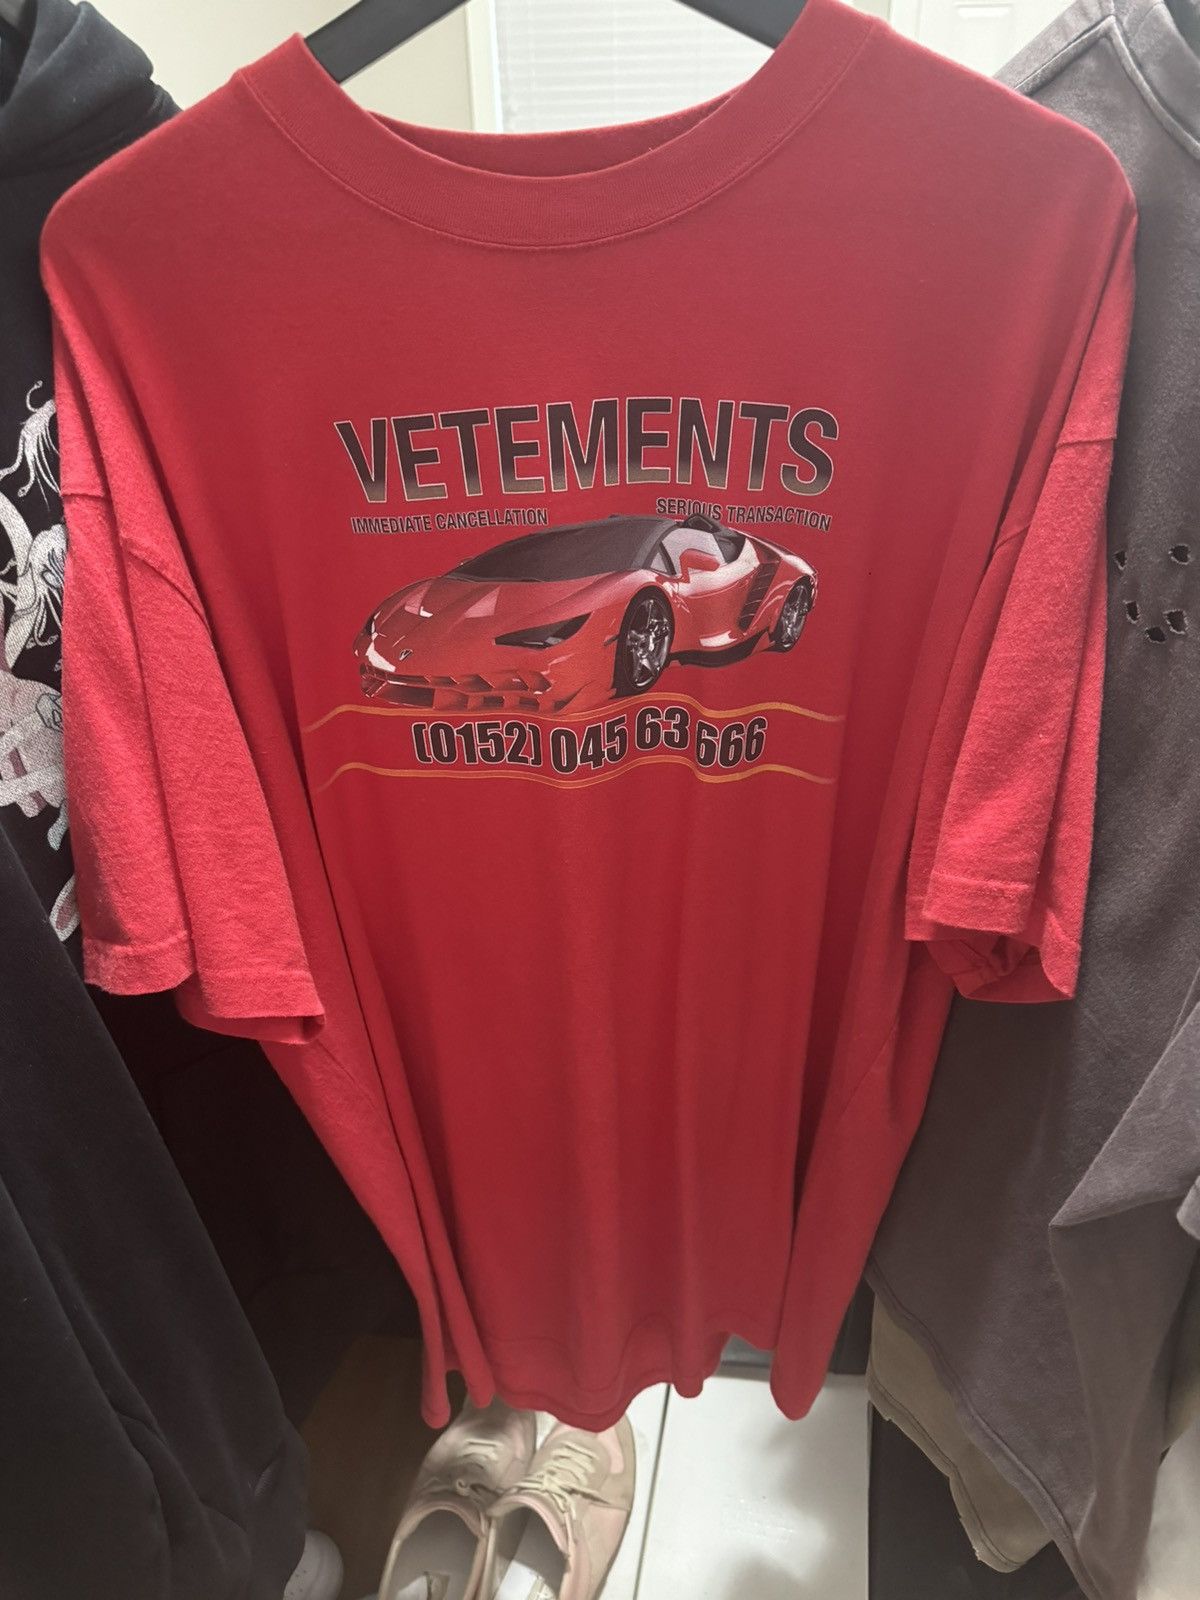 VETEMENTS
IMMEDIATE CANCELLATION SERIOUS TRANSACTION
(0152) 045 63 666